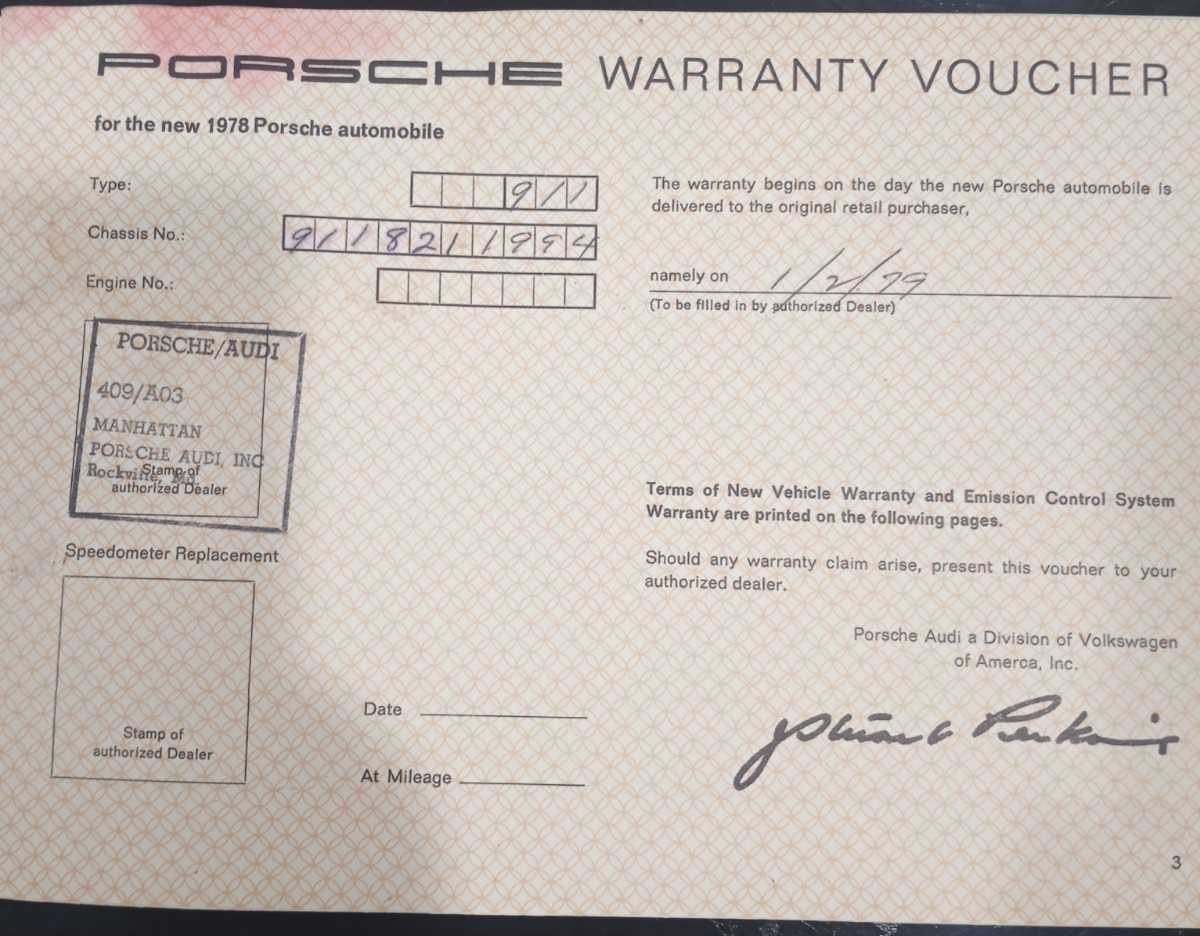 PORSCHE WARRANTY VOUCHER
for the new 1978 Porsche automobile
Type: 911
Chassis No.: 9118211994
Engine No.:
PORSCHE/AUDI
409/A03
MANHATTAN
PORSCHE AUDI, INC
Rockville, Md.
Stamp of
authorized Dealer
Speedometer Replacement
Stamp of
authorized Dealer
Date
At Mileage
The warranty begins on the day the new Porsche automobile is
delivered to the original retail purchaser,
namely on 1/2/79
(To be filled in by authorized Dealer)
Terms of New Vehicle Warranty and Emission Control System
Warranty are printed on the following pages.
Should any warranty claim arise, present this voucher to your
authorized dealer.
Porsche Audi a Division of Volkswagen
of Amerca, Inc.
3